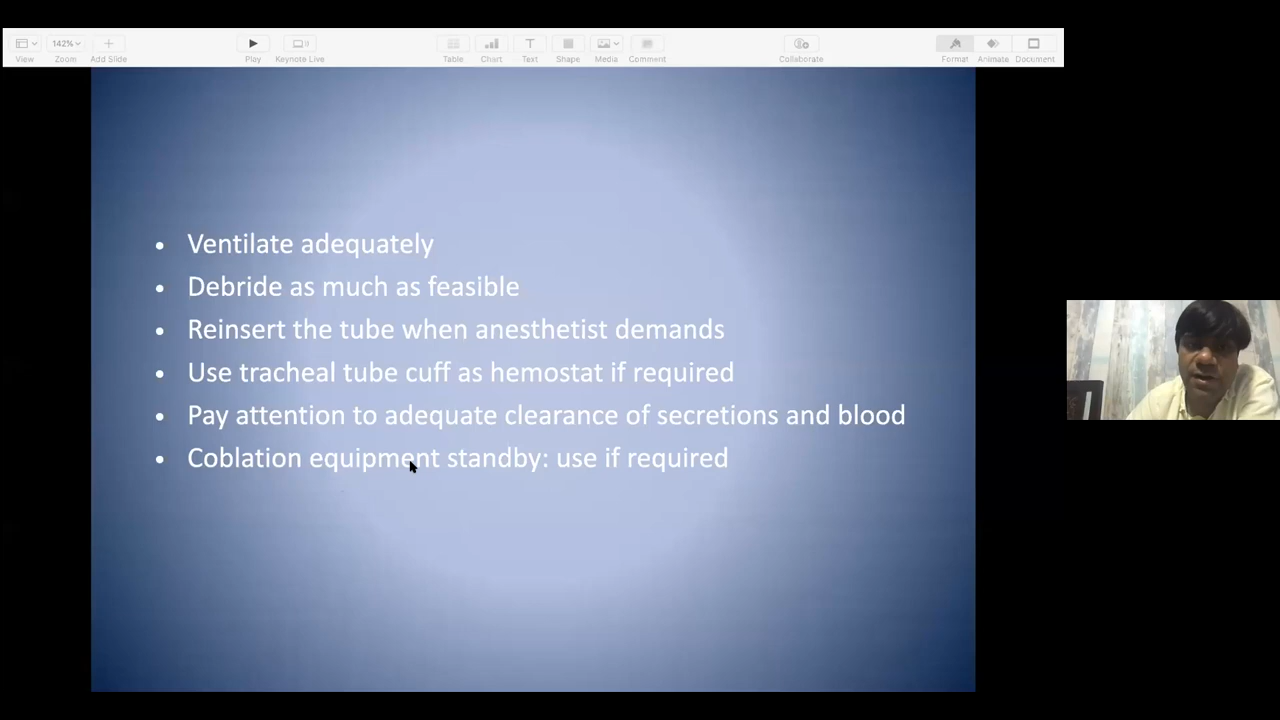 142%
View
Zoom
Add Slide
Play
Keynote Live
Table
Chart
Text
Shape
Media
Comment
Collaborate
Format
Animate
Document
• Ventilate adequately
• Debride as much as feasible
• Reinsert the tube when anesthetist demands
• Use tracheal tube cuff as hemostat if required
• Pay attention to adequate clearance of secretions and blood
• Coblation equipment standby: use if required